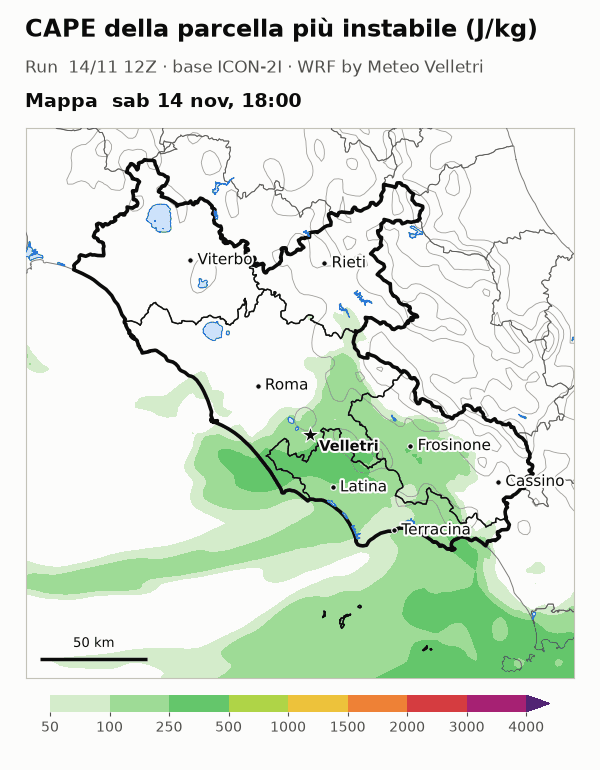 CAPE della parcella più instabile (J/kg)
Run 14/11 12Z · base ICON-2I · WRF by Meteo Velletri
Mappa sab 14 nov, 18:00
Viterbo
Rieti
Roma
Velletri
Frosinone
Latina
Cassino
Terracina
50 km
50 100 250 500 1000 1500 2000 3000 4000